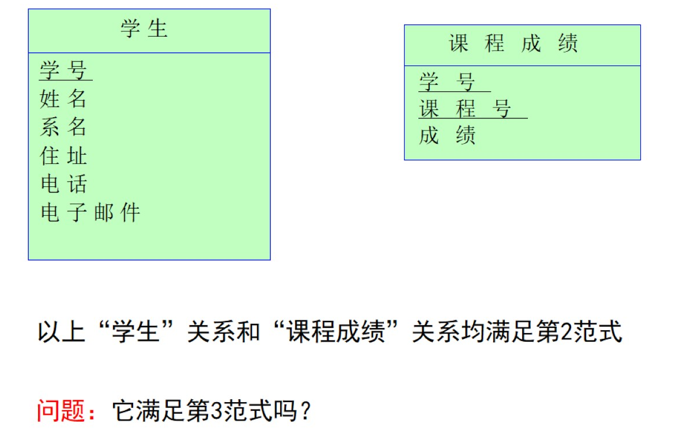 学生
学号
姓名
系名
住址
电话
电子邮件
课程成绩
学号
课程号
成绩
以上“学生”关系和“课程成绩”关系均满足第2范式
问题：它满足第3范式吗?